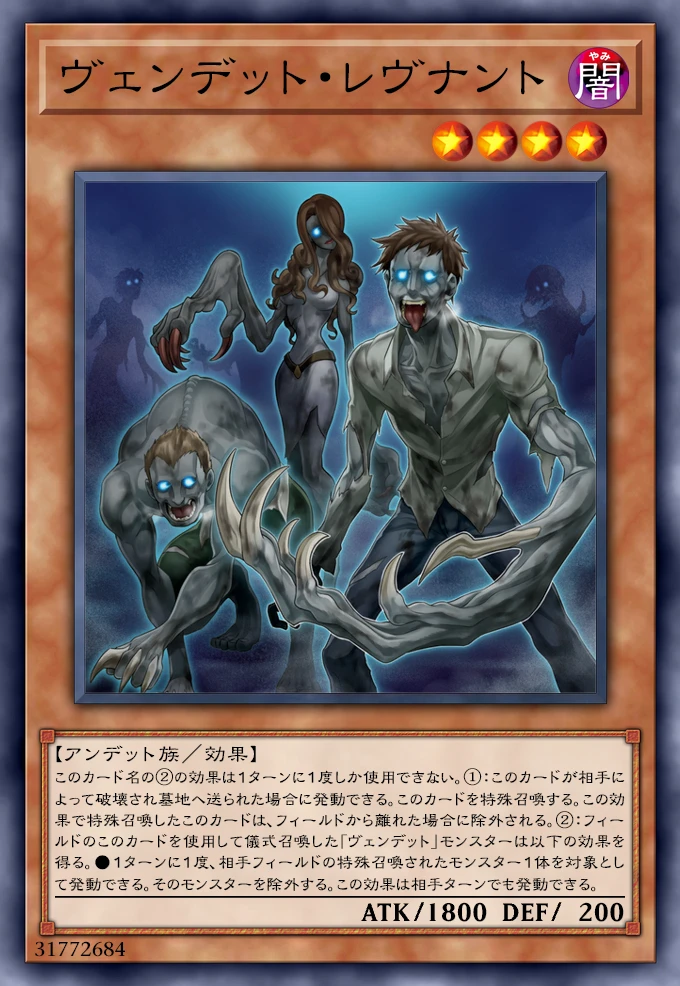 ヴェンデット・レヴナント
やみ
闇
【アンデット族／効果】
このカード名の②の効果は1ターンに1度しか使用できない。①：このカードが相手に
よって破壊され墓地へ送られた場合に発動できる。このカードを特殊召喚する。この効
果で特殊召喚したこのカードは、フィールドから離れた場合に除外される。②：フィー
ルドのこのカードを使用して儀式召喚した「ヴェンデット」モンスターは以下の効果を
得る。●1ターンに1度、相手フィールドの特殊召喚されたモンスター1体を対象とし
て発動できる。そのモンスターを除外する。この効果は相手ターンでも発動できる。
ATK/1800 DEF/ 200
31772684